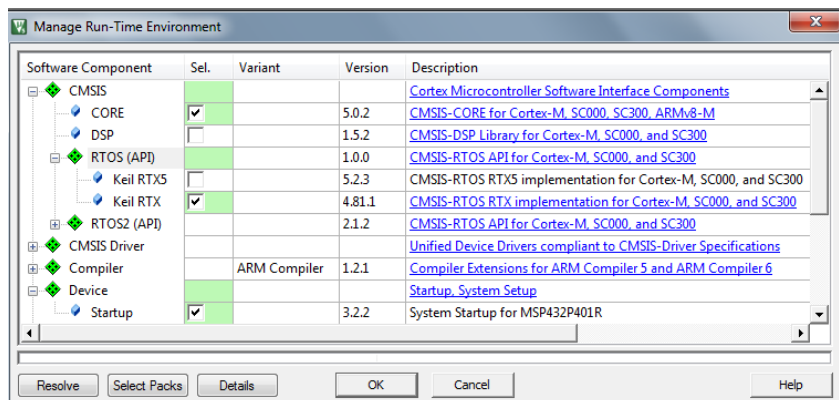 Manage Run-Time Environment
Software Component Sel. Variant Version Description
CMSIS Cortex Microcontroller Software Interface Components
CORE 5.0.2 CMSIS-CORE for Cortex-M, SC000, SC300, ARMv8-M
DSP 1.5.2 CMSIS-DSP Library for Cortex-M, SC000, and SC300
RTOS (API) 1.0.0 CMSIS-RTOS API for Cortex-M, SC000, and SC300
Keil RTX5 5.2.3 CMSIS-RTOS RTX5 implementation for Cortex-M, SC000, and SC300
Keil RTX 4.81.1 CMSIS-RTOS RTX implementation for Cortex-M, SC000, and SC300
RTOS2 (API) 2.1.2 CMSIS-RTOS API for Cortex-M, SC000, and SC300
CMSIS Driver Unified Device Drivers compliant to CMSIS-Driver Specifications
Compiler ARM Compiler 1.2.1 Compiler Extensions for ARM Compiler 5 and ARM Compiler 6
Device Startup, System Setup
Startup 3.2.2 System Startup for MSP432P401R
Resolve Select Packs Details OK Cancel Help